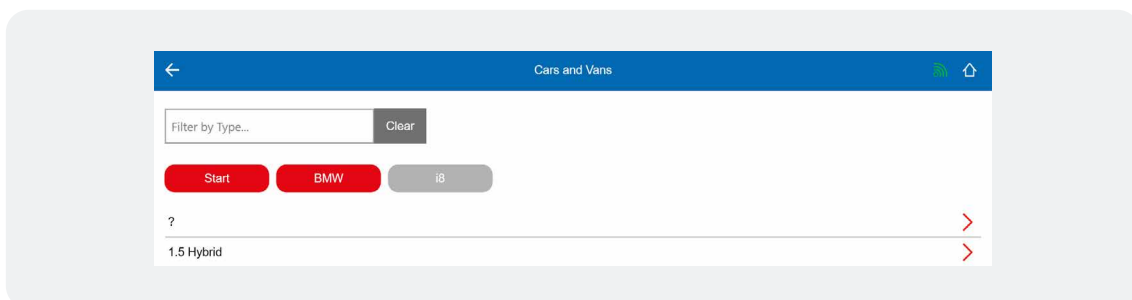 Cars and Vans
Filter by Type... Clear
Start BMW i8
?
1.5 Hybrid